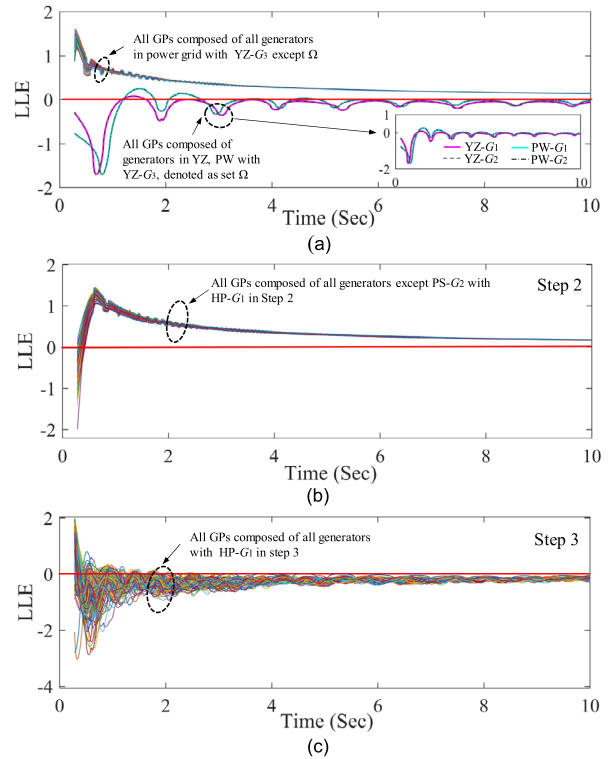 All GPs composed of all generators
in power grid with YZ-G3 except Ω
2
1
0
-1
-2
LLE
All GPs composed of
generators in YZ, PW with
YZ-G3, denoted as set Ω
2
0
-2
0
10
YZ-G1
PW-G1
YZ-G2
PW-G2
0
2
4
6
8
10
Time (Sec)
(a)
All GPs composed of all generators except PS-G2 with
HP-G1 in Step 2
Step 2
2
1
0
-1
-2
LLE
0
2
4
6
8
10
Time (Sec)
(b)
All GPs composed of all generators
with HP-G1 in step 3
Step 3
2
0
-2
-4
LLE
0
2
4
6
8
10
Time (Sec)
(c)